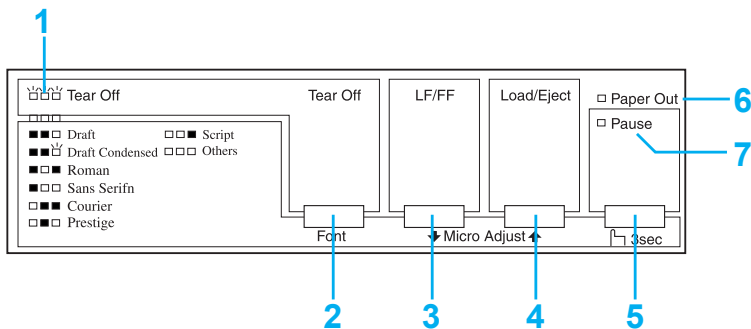 1
Tear Off Tear Off LF/FF Load/Eject Paper Out 6
Pause 7
Draft Script
Draft Condensed Others
Roman
Sans Serifn
Courier
Prestige
Font Micro Adjust 3sec
2 3 4 5